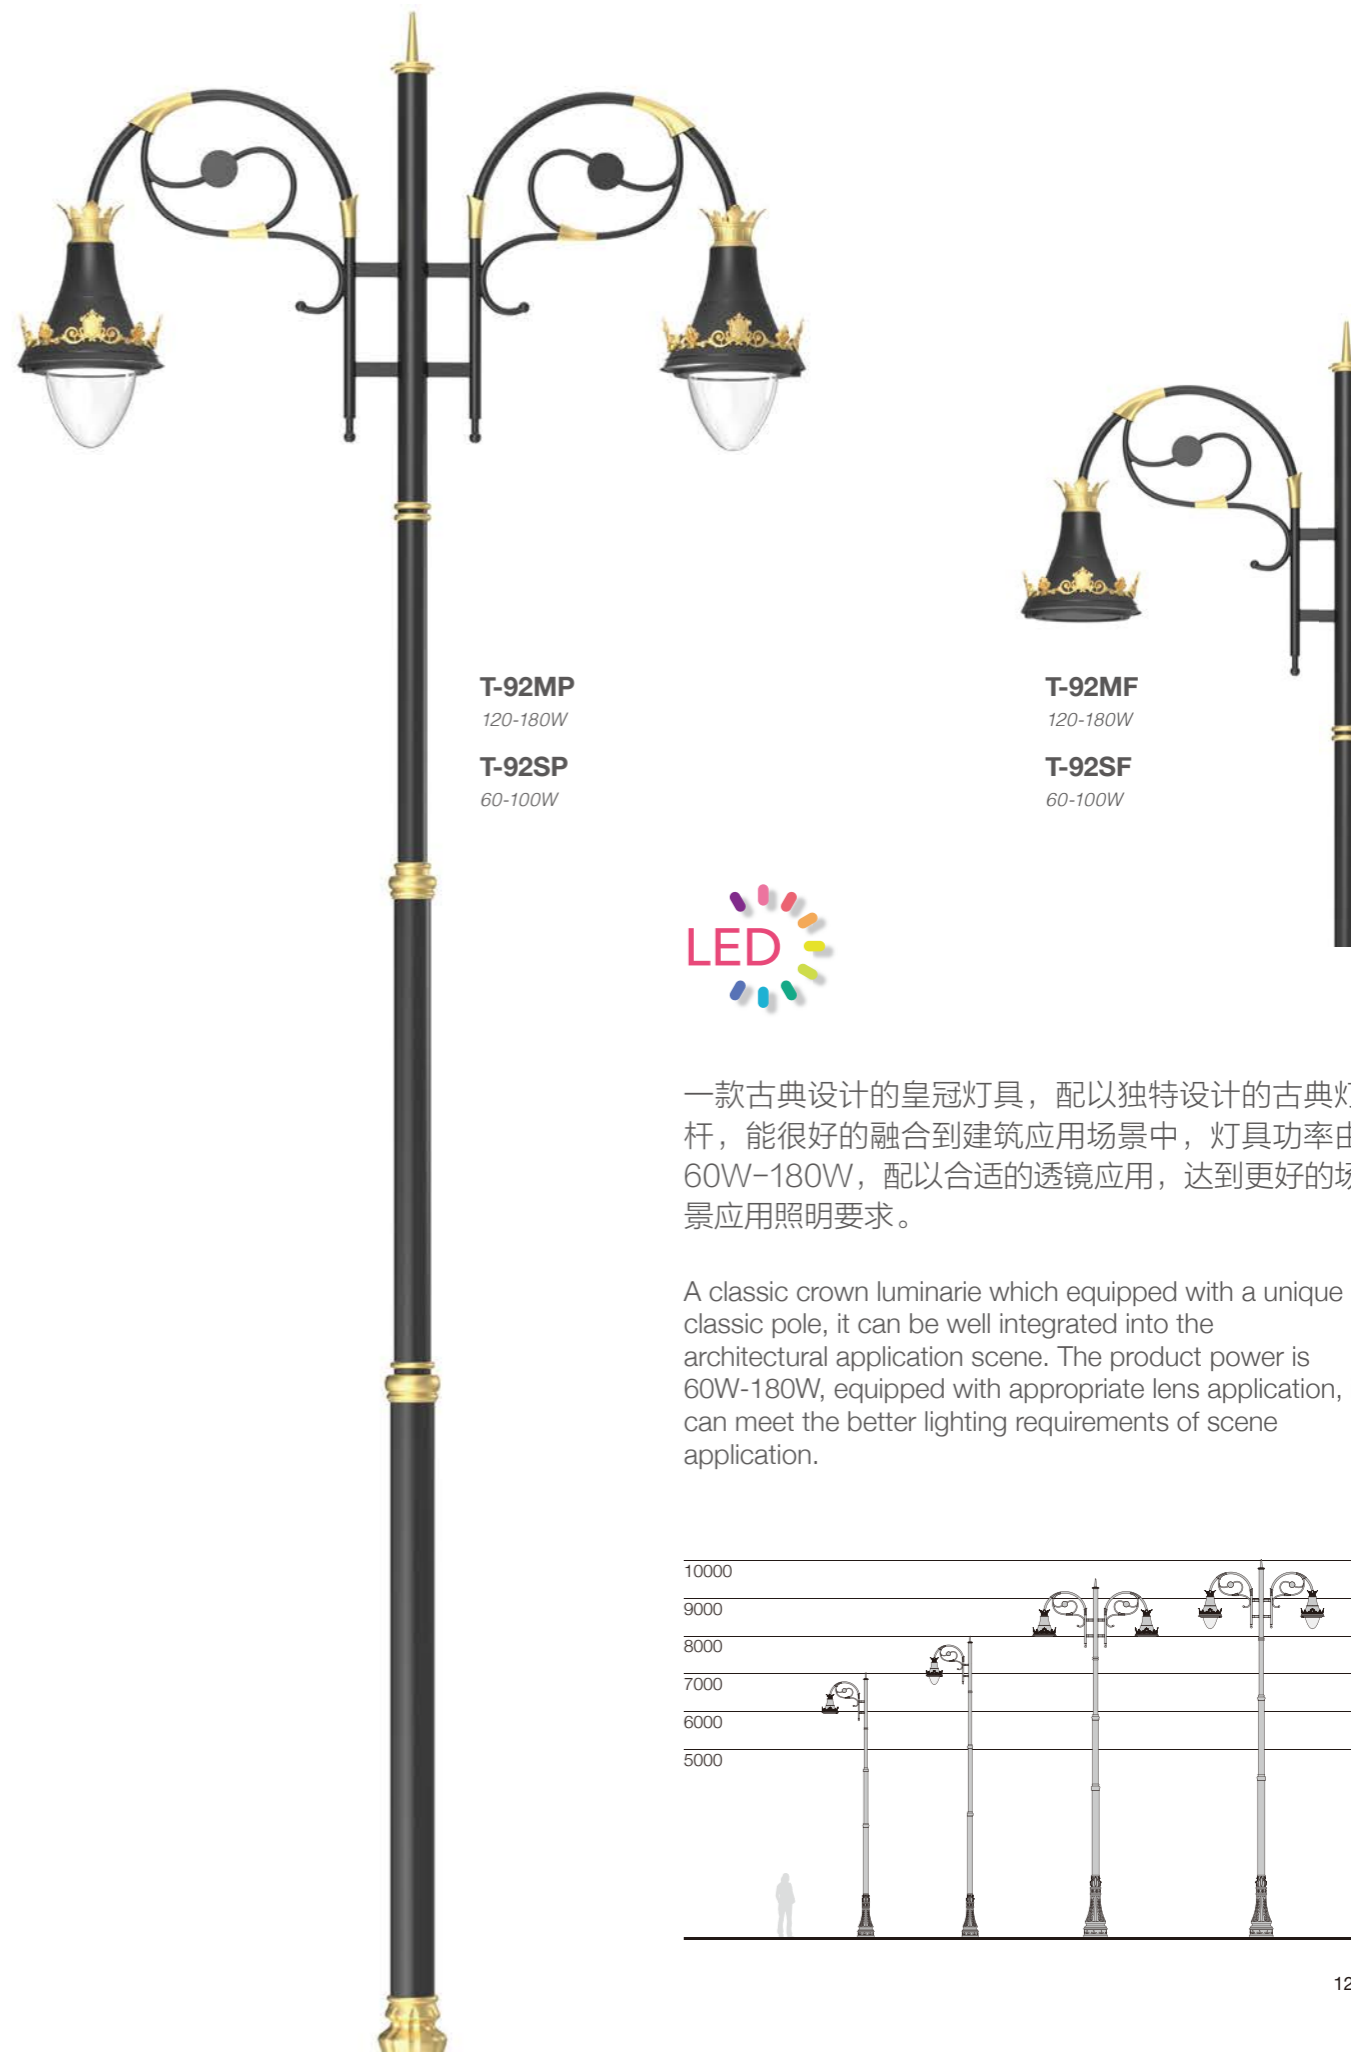 T-92MP
120-180W
T-92SP
60-100W
T-92MF
120-180W
T-92SF
60-100W
LED
一款古典设计的皇冠灯具，配以独特设计的古典灯
杆，能很好的融合到建筑应用场景中，灯具功率由
60W-180W，配以合适的透镜应用，达到更好的场
景应用照明要求。
A classic crown luminarie which equipped with a unique
classic pole, it can be well integrated into the
architectural application scene. The product power is
60W-180W, equipped with appropriate lens application,
can meet the better lighting requirements of scene
application.
10000
9000
8000
7000
6000
5000
12